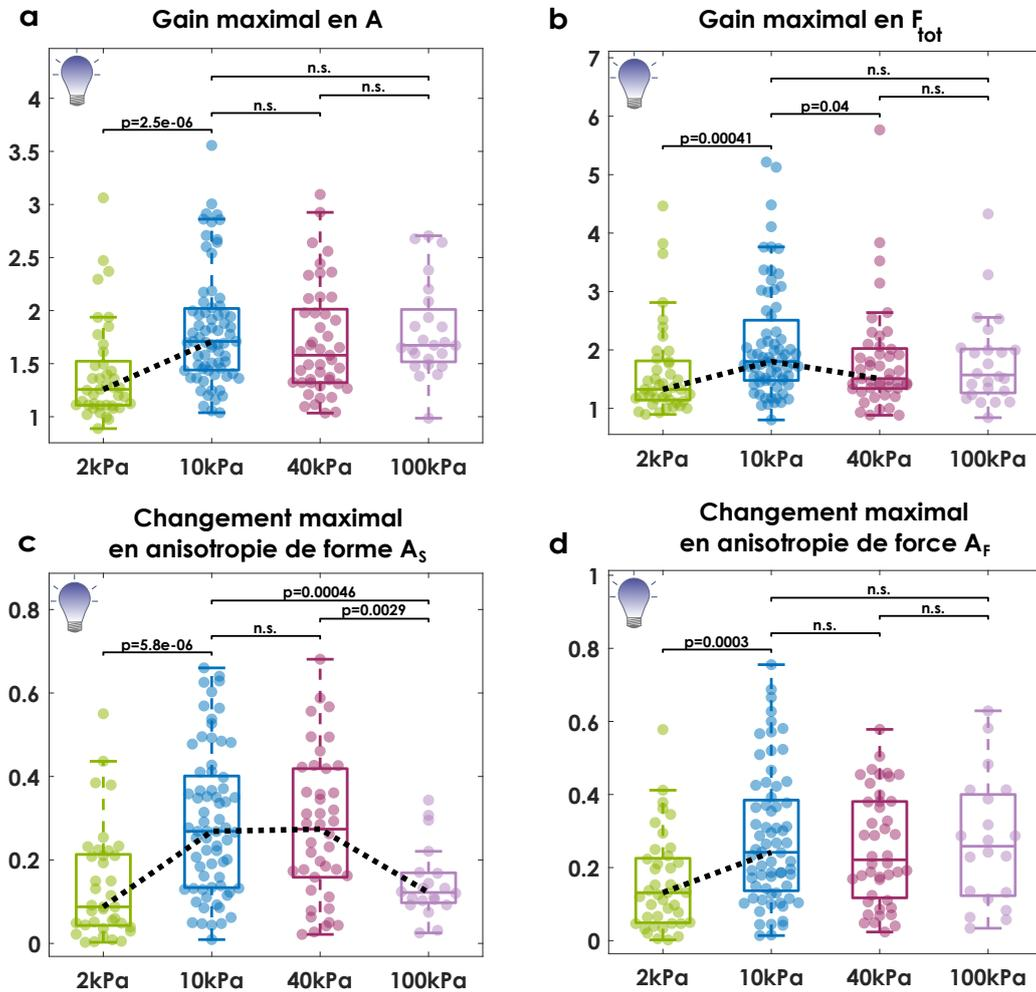 a
Gain maximal en A
n.s.
n.s.
n.s.
p=2.5e-06
4
3.5
3
2.5
2
1.5
1
2kPa 10kPa 40kPa 100kPa
b
Gain maximal en F_tot
n.s.
n.s.
p=0.04
p=0.00041
7
6
5
4
3
2
1
2kPa 10kPa 40kPa 100kPa
c
Changement maximal
en anisotropie de forme A_S
p=0.00046
p=0.0029
n.s.
p=5.8e-06
0.8
0.6
0.4
0.2
0
2kPa 10kPa 40kPa 100kPa
d
Changement maximal
en anisotropie de force A_F
n.s.
n.s.
n.s.
p=0.0003
1
0.8
0.6
0.4
0.2
0
2kPa 10kPa 40kPa 100kPa